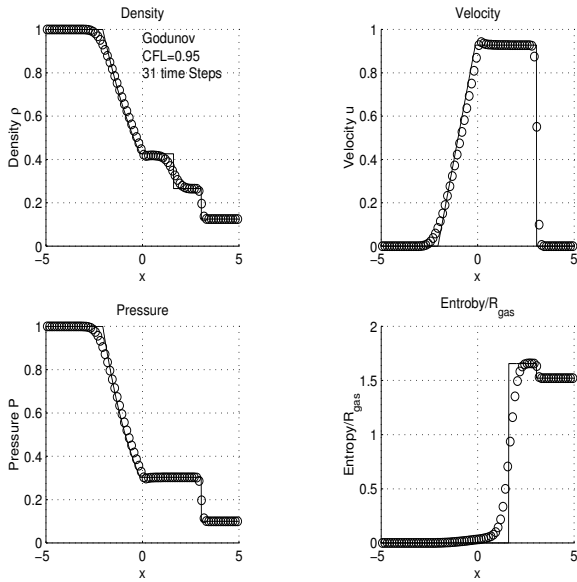 Density
Godunov
CFL=0.95
31 time Steps
Density ρ
1
0.8
0.6
0.4
0.2
0
−5
0
5
x
Velocity
Velocity u
1
0.8
0.6
0.4
0.2
0
−5
0
5
x
Pressure
Pressure P
1
0.8
0.6
0.4
0.2
0
−5
0
5
x
Entroby/R_gas
Entropy/R_gas
2
1.5
1
0.5
0
−5
0
5
x